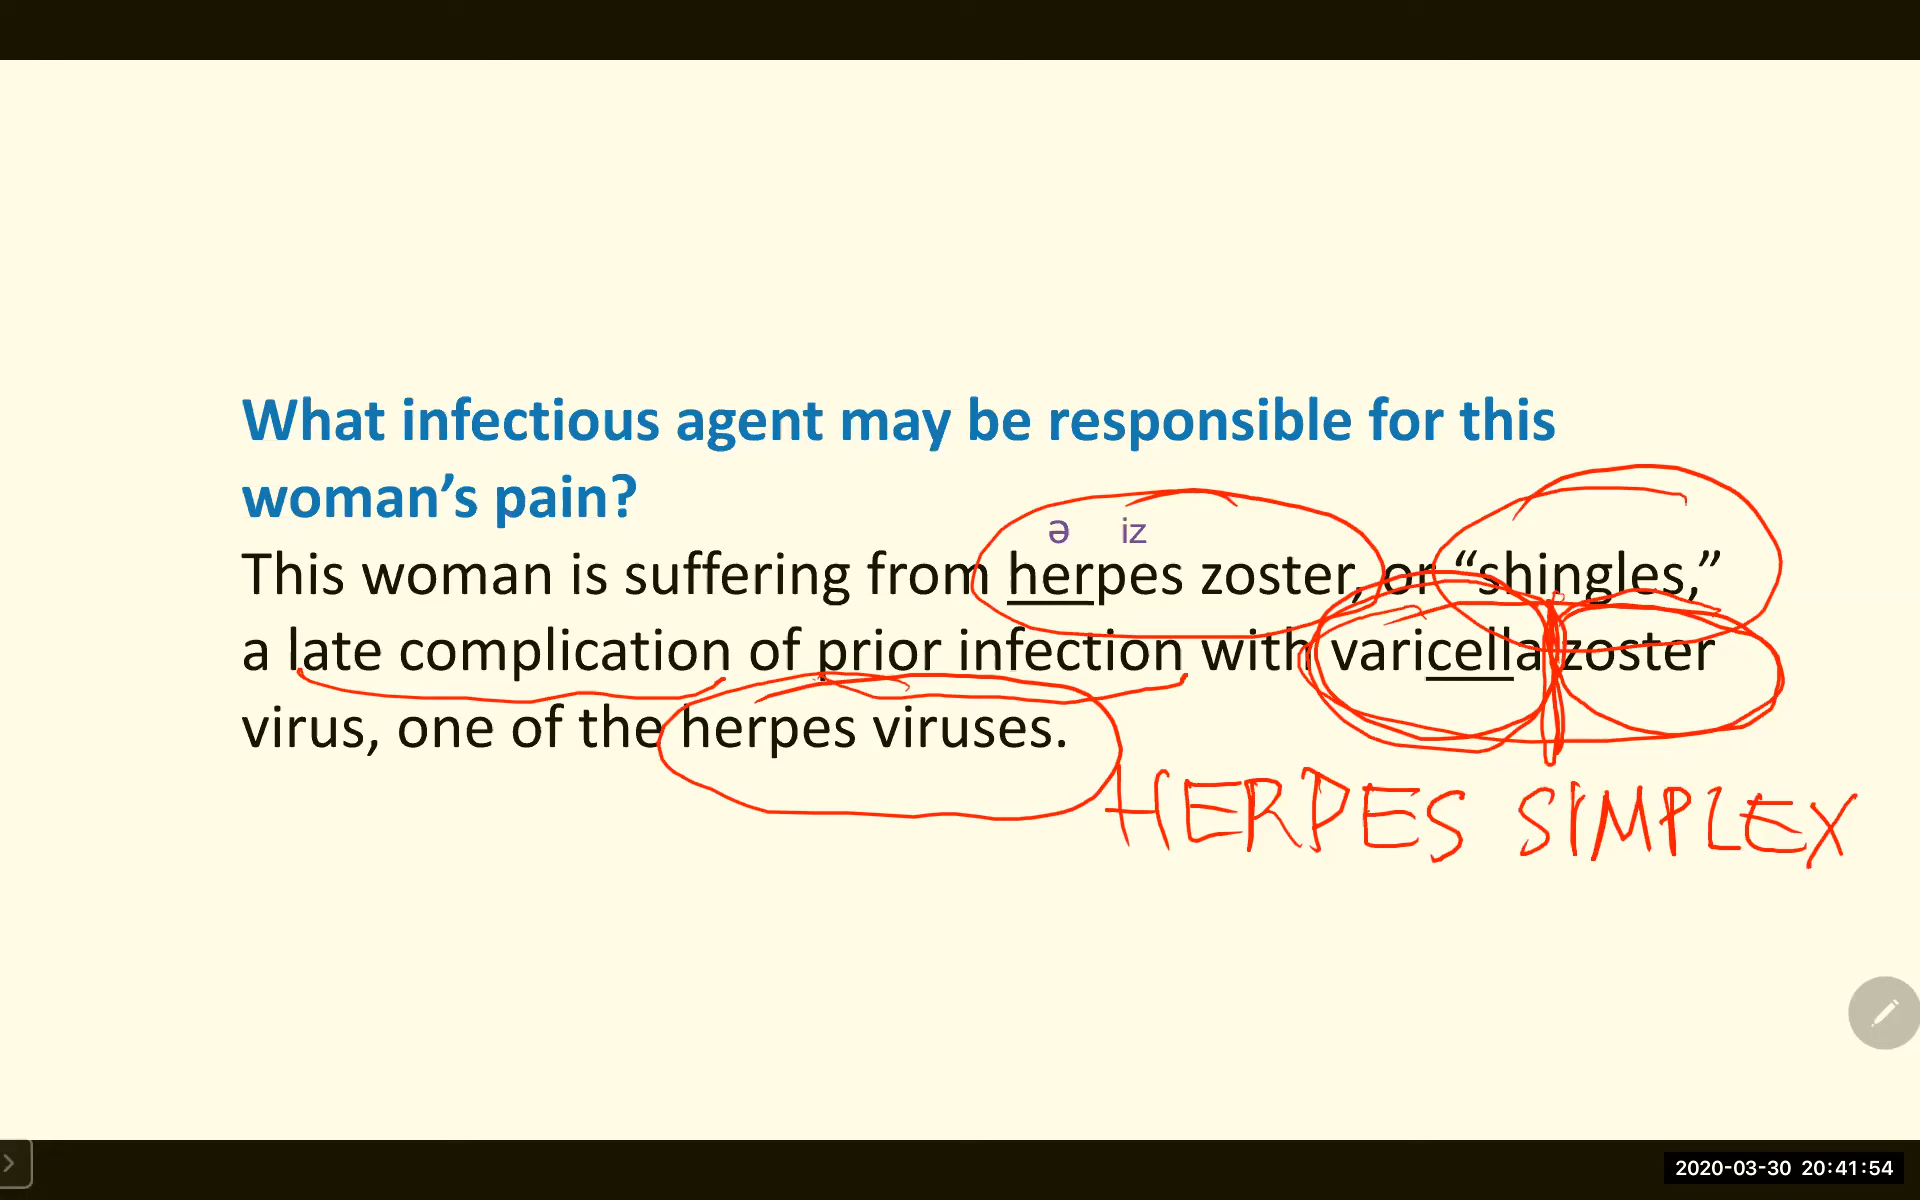 What infectious agent may be responsible for this
woman’s pain?
ə iz
This woman is suffering from herpes zoster, or “shingles,”
a late complication of prior infection with varicella zoster
virus, one of the herpes viruses.
HERPES SIMPLEX
2020-03-30 20:41:54